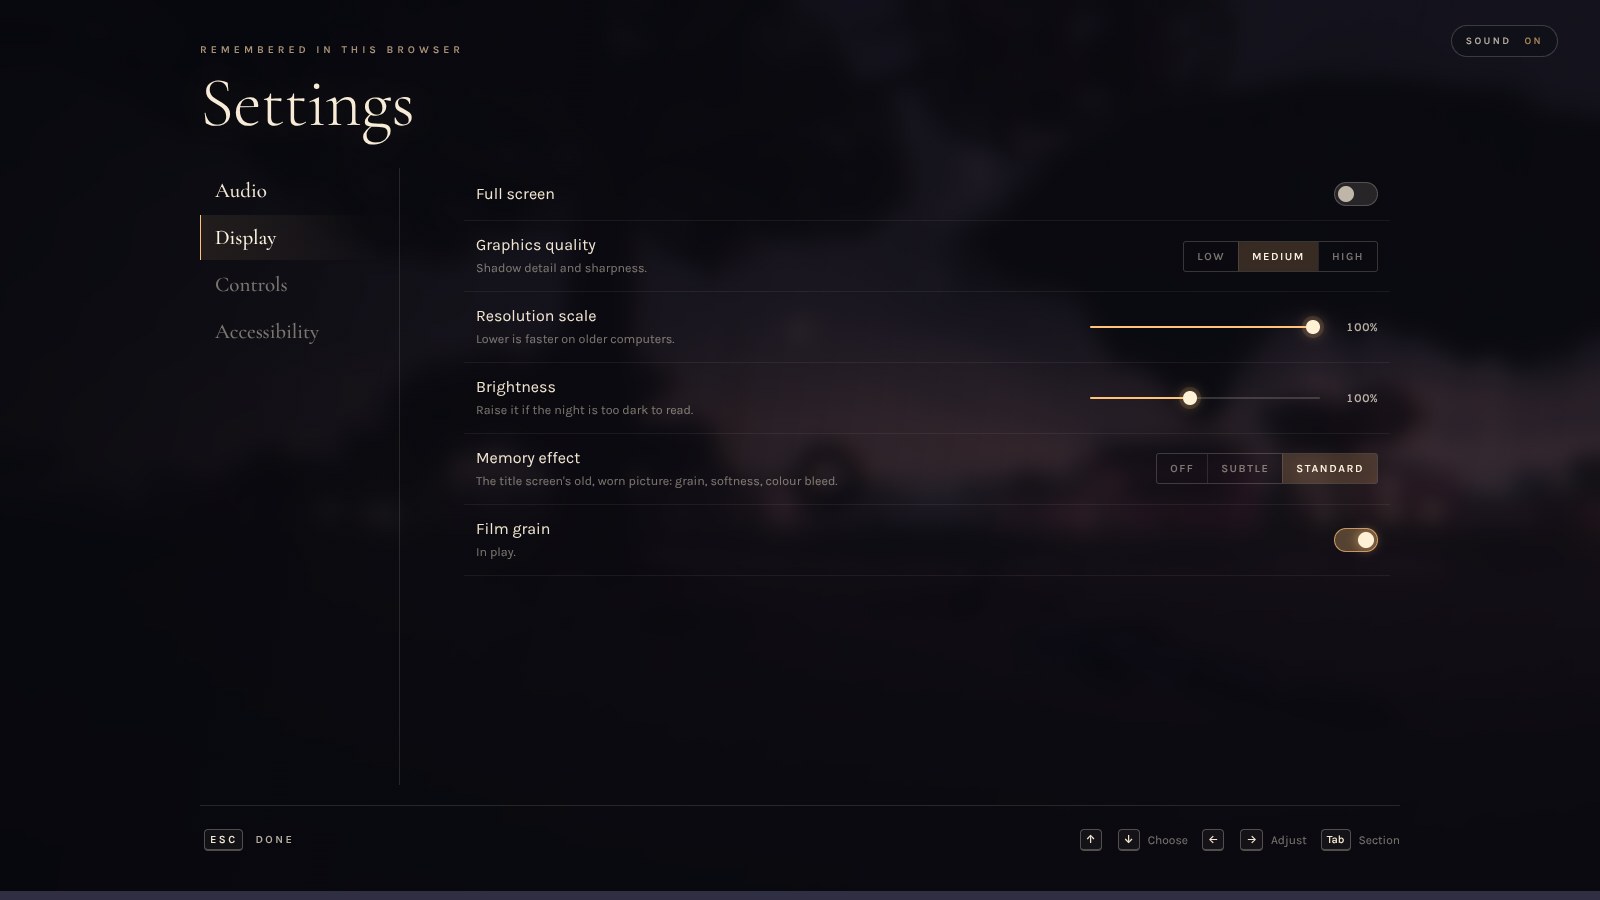 REMEMBERED IN THIS BROWSER
SOUND ON
Settings
Audio
Display
Controls
Accessibility
Full screen
Graphics quality
Shadow detail and sharpness.
LOW MEDIUM HIGH
Resolution scale
Lower is faster on older computers.
100%
Brightness
Raise it if the night is too dark to read.
100%
Memory effect
The title screen's old, worn picture: grain, softness, colour bleed.
OFF SUBTLE STANDARD
Film grain
In play.
ESC DONE
↑ ↓ Choose ← → Adjust Tab Section